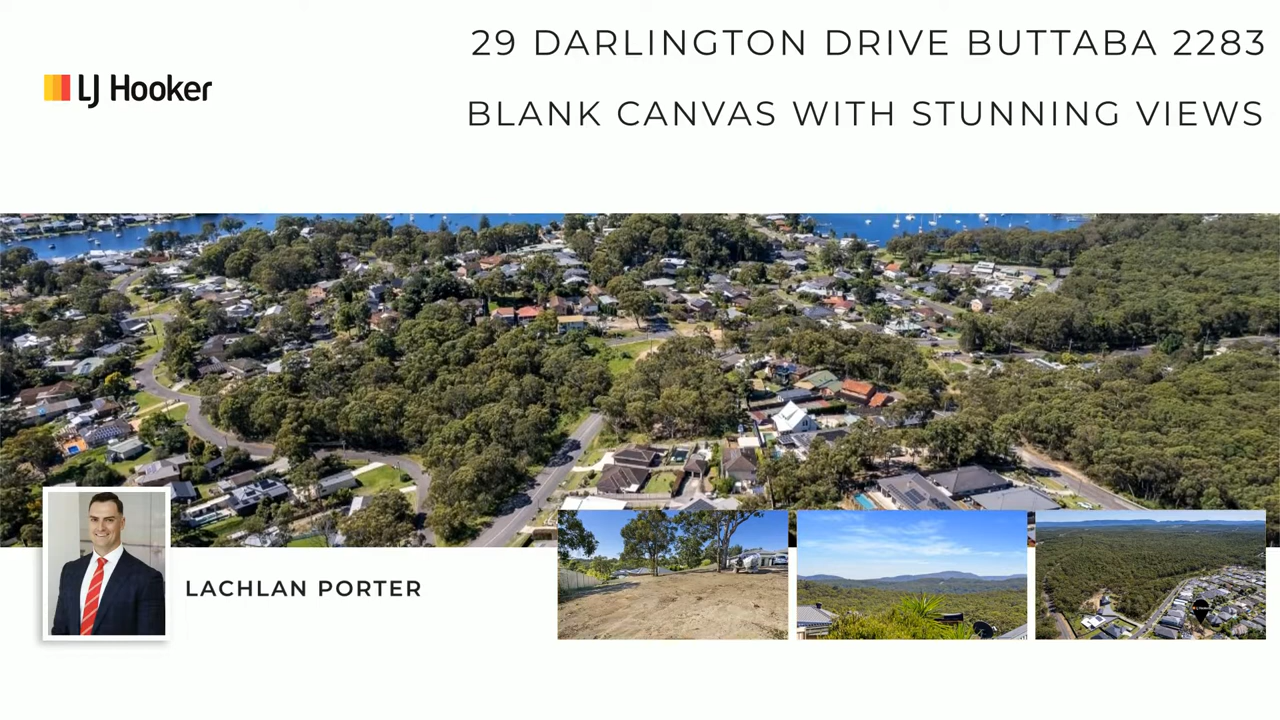 29 DARLINGTON DRIVE BUTTABA 2283
LJ Hooker
BLANK CANVAS WITH STUNNING VIEWS
LACHLAN PORTER